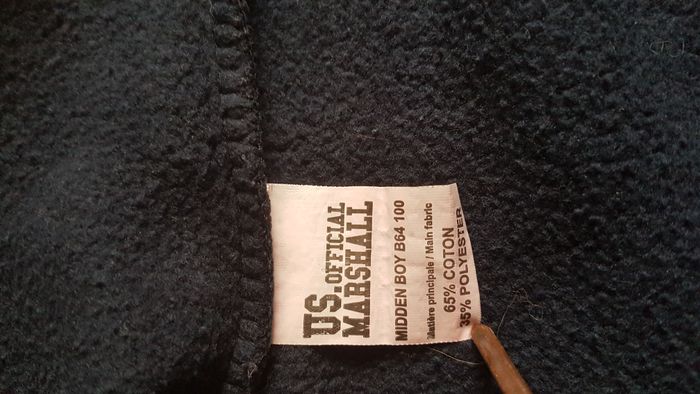 US.OFFICIAL
MARSHALL
MIDDEN BOY B64 100
Matière principale / Main fabric
65% COTON
35% POLYESTER